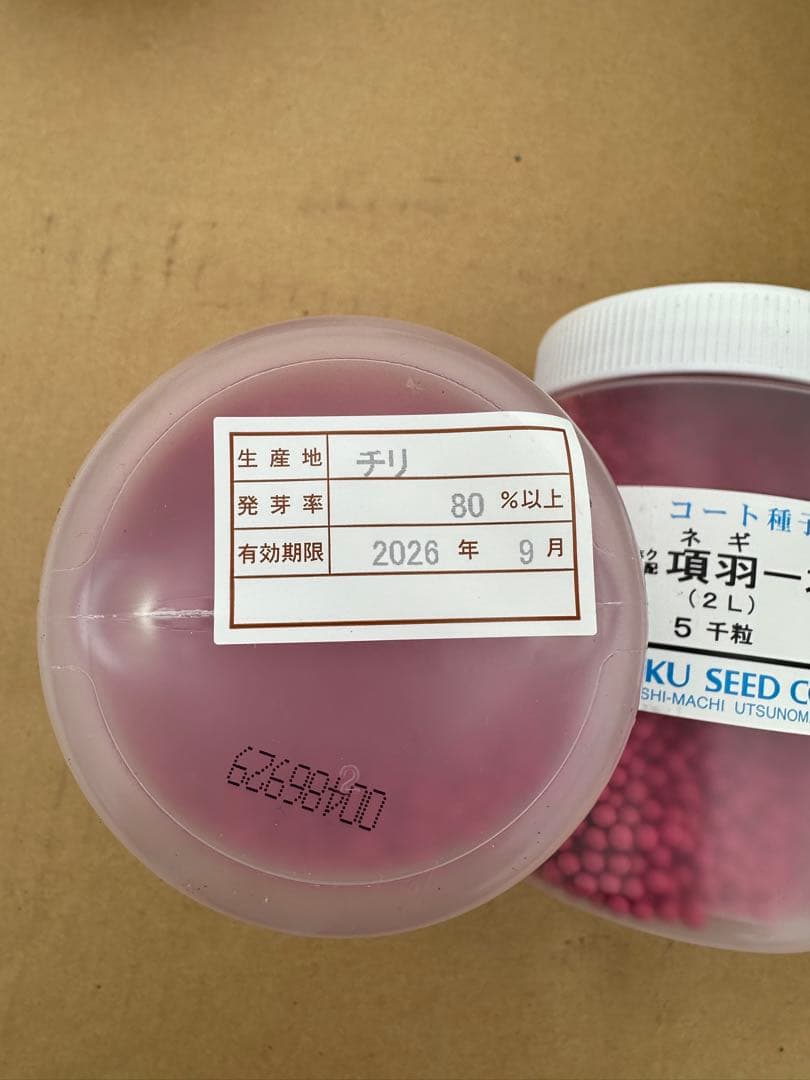 生産地 チリ
発芽率 80 %以上
有効期限 2026 年 9 月
2
コート種子
ネギ
項羽一
(2L)
5千粒
KU SEED C
SHI-MACHI UTSUNOM